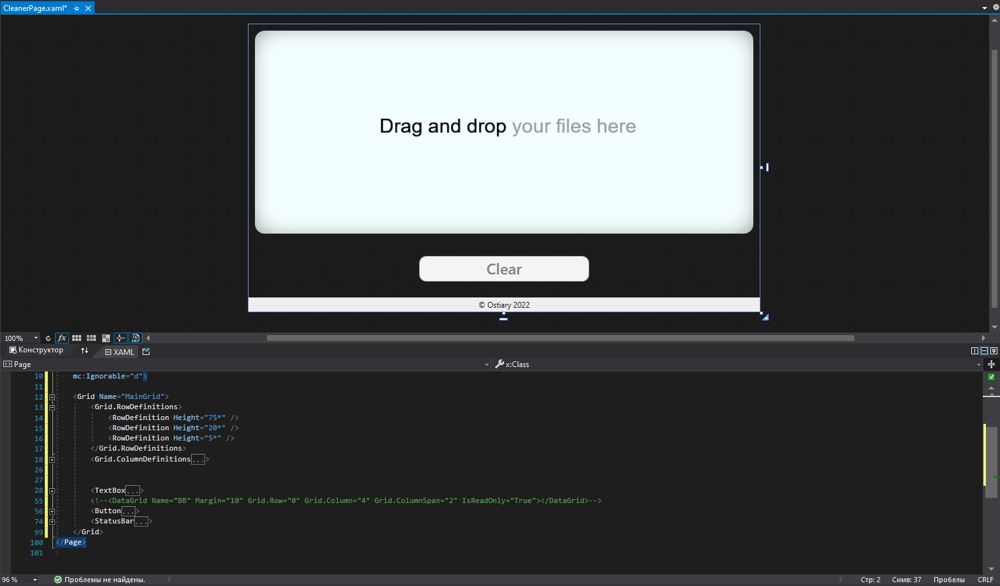 CleanerPage.xaml*
Drag and drop your files here
Clear
© Ostiary 2022
100%
fx
Конструктор
XAML
Page
x:Class
10 mc:Ignorable="d">
11
12 <Grid Name="MainGrid">
13 <Grid.RowDefinitions>
14 <RowDefinition Height="75*" />
15 <RowDefinition Height="20*" />
16 <RowDefinition Height="5*" />
17 </Grid.RowDefinitions>
18 <Grid.ColumnDefinitions...>
26
27
28 <TextBox...>
55 <!--<DataGrid Name="BB" Margin="10" Grid.Row="0" Grid.Column="4" Grid.ColumnSpan="2" IsReadOnly="True"></DataGrid>-->
56 <Button...>
74 <StatusBar...>
99 </Grid>
100 </Page>
101
96 %
Проблемы не найдены.
Стр: 2
Симв: 37
Пробелы
CRLF